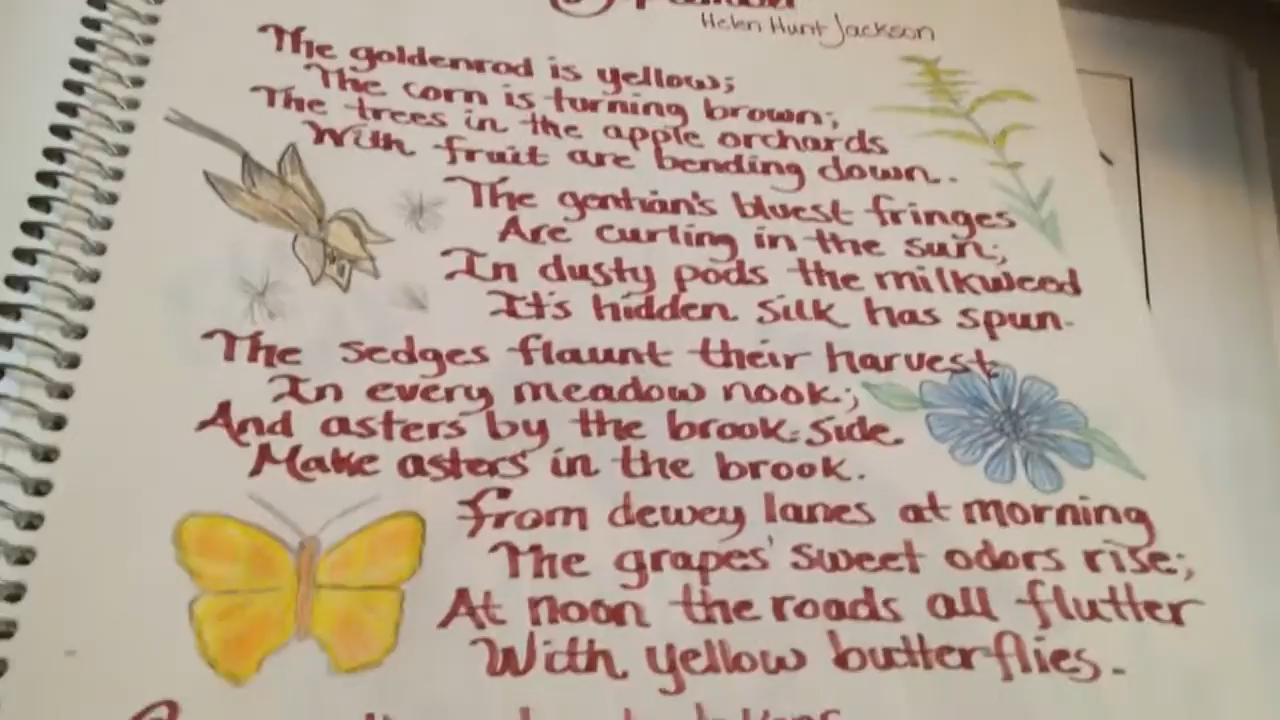 Helen Hunt Jackson
The goldenrod is yellow;
The corn is turning brown;
The trees in the apple orchards
With fruit are bending down.
The gentian's bluest fringes
Are curling in the sun;
In dusty pods the milkweed
It's hidden silk has spun.
The sedges flaunt their harvest
In every meadow nook;
And asters by the brook-side
Make asters in the brook.
From dewey lanes at morning
The grapes' sweet odors rise;
At noon the roads all flutter
With yellow butterflies.